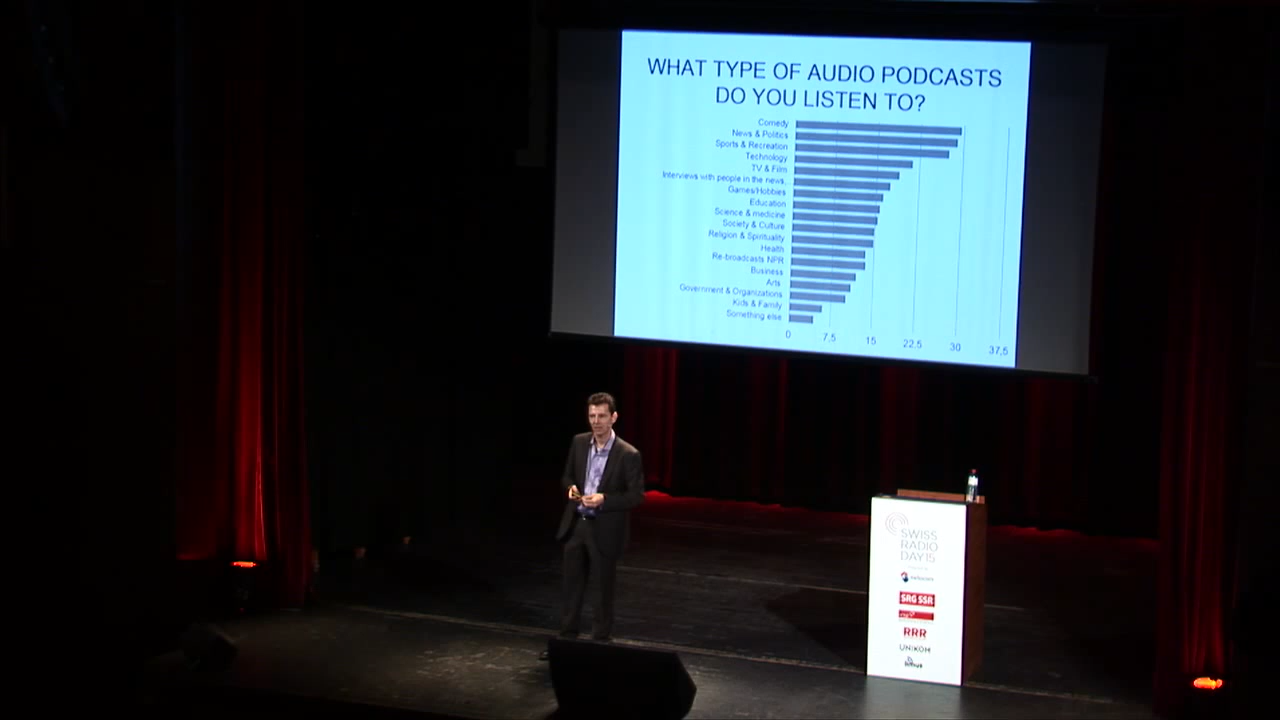 WHAT TYPE OF AUDIO PODCASTS
DO YOU LISTEN TO?
Comedy
News & Politics
Sports & Recreation
Technology
TV & Film
Interviews with people in the news,
Games/Hobbies
Education
Science & medicine
Society & Culture
Religion & Spirituality
Health
Re-broadcasts NPR
Business
Arts
Government & Organizations
Kids & Family
Something else
0 7,5 15 22.5 30 37,5
SWISS
RADIO
DAY15
SRG SSR
RRR
UNIKOM